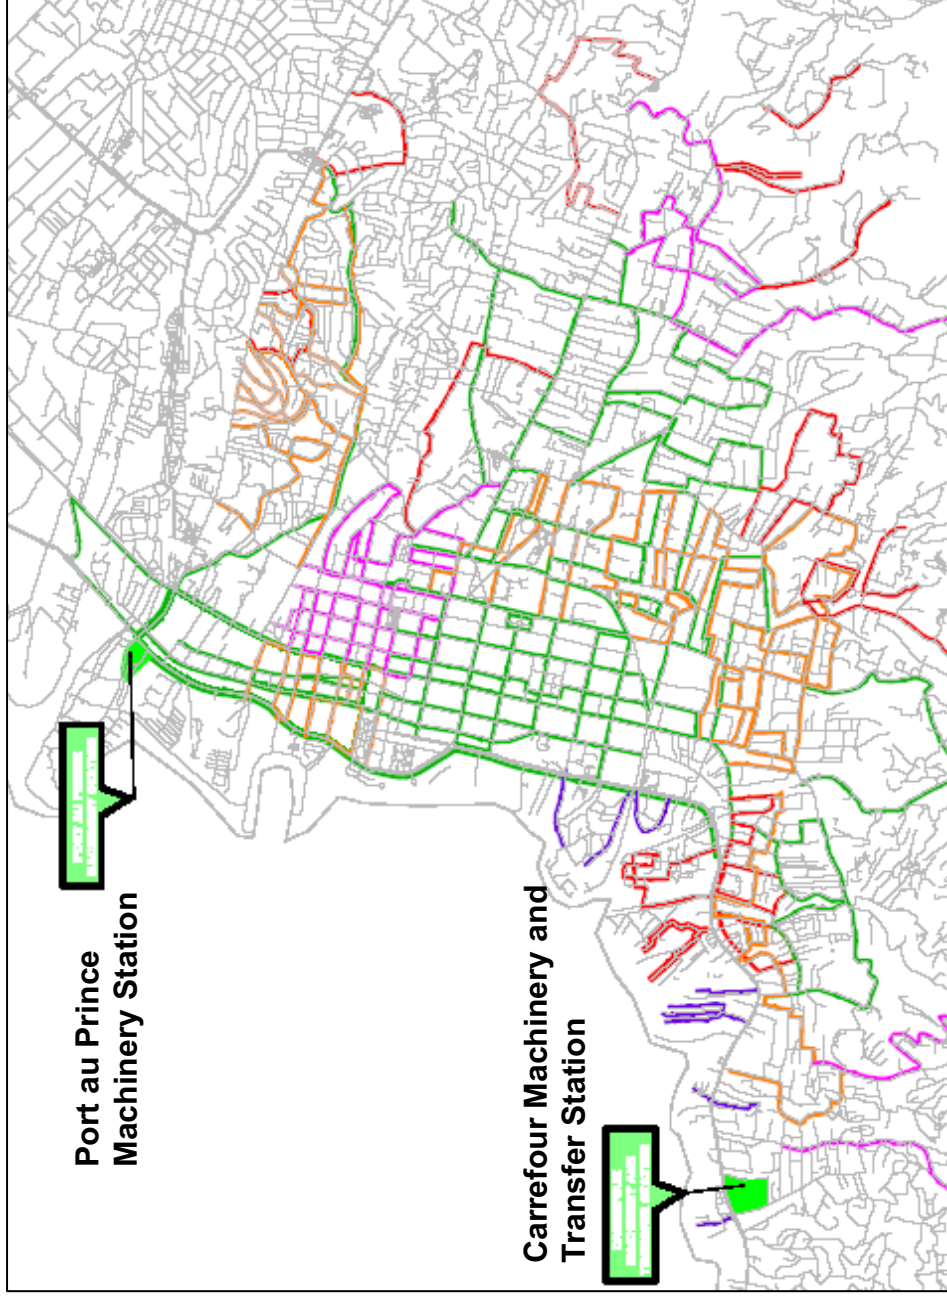 Port au Prince
Machinery Station
Carrefour Machinery and
Transfer Station